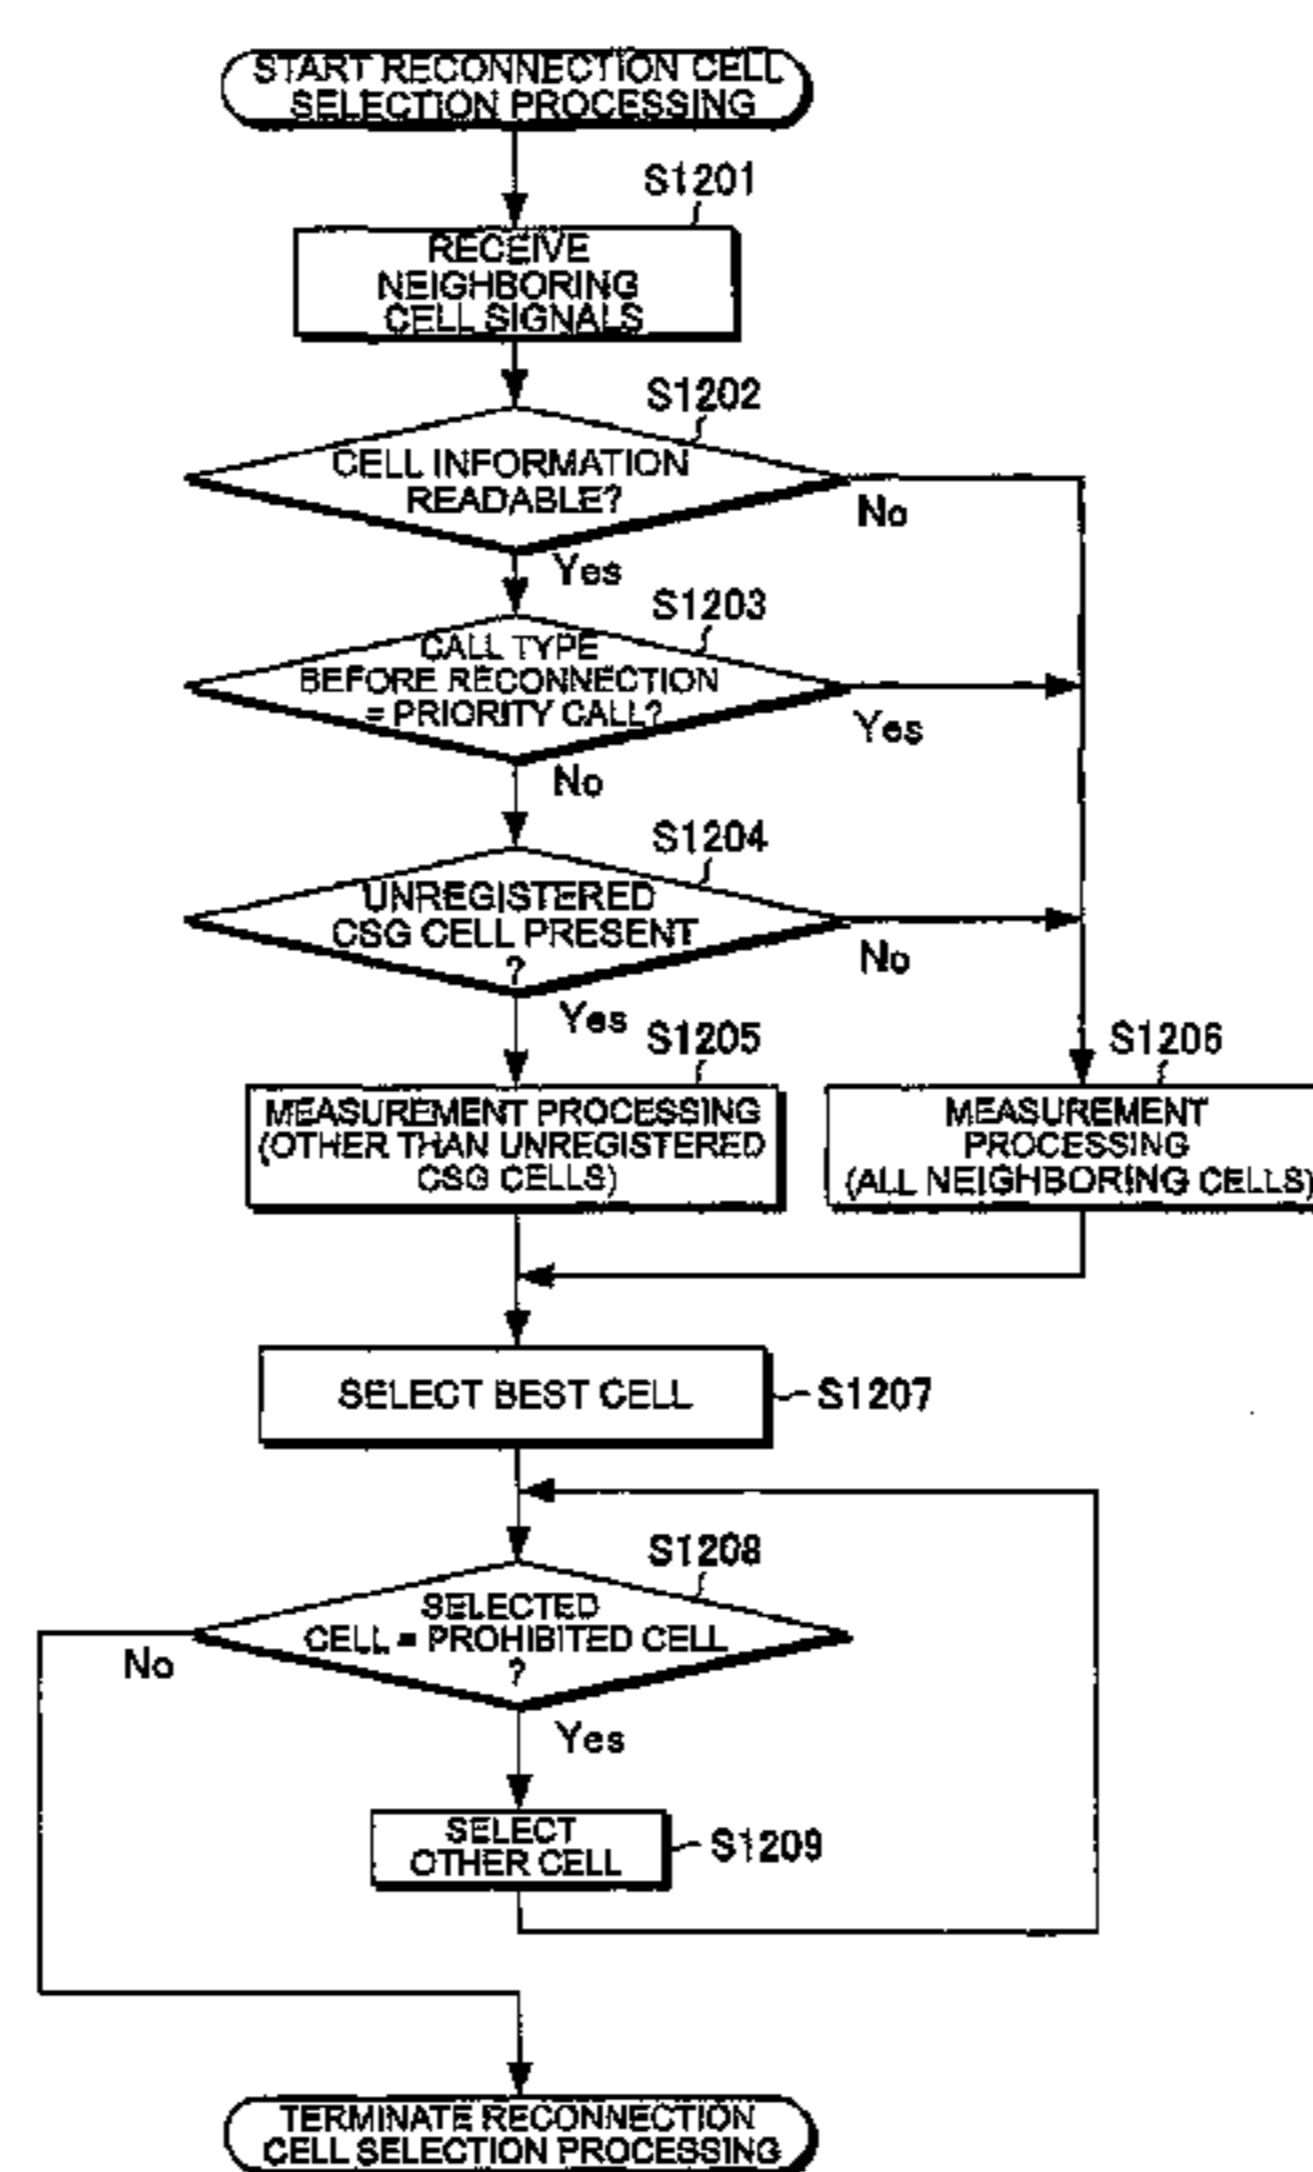 START RECONNECTION CELL
SELECTION PROCESSING
S1201
RECEIVE
NEIGHBORING
CELL SIGNALS
S1202
CELL INFORMATION
READABLE?
No
Yes
S1203
CALL TYPE
BEFORE RECONNECTION
= PRIORITY CALL?
Yes
No
S1204
UNREGISTERED
CSG CELL PRESENT
?
No
Yes
S1205
MEASUREMENT PROCESSING
(OTHER THAN UNREGISTERED
CSG CELLS)
S1206
MEASUREMENT
PROCESSING
(ALL NEIGHBORING CELLS)
SELECT BEST CELL
S1207
S1208
SELECTED
CELL = PROHIBITED CELL
?
No
Yes
SELECT
OTHER CELL
S1209
TERMINATE RECONNECTION
CELL SELECTION PROCESSING